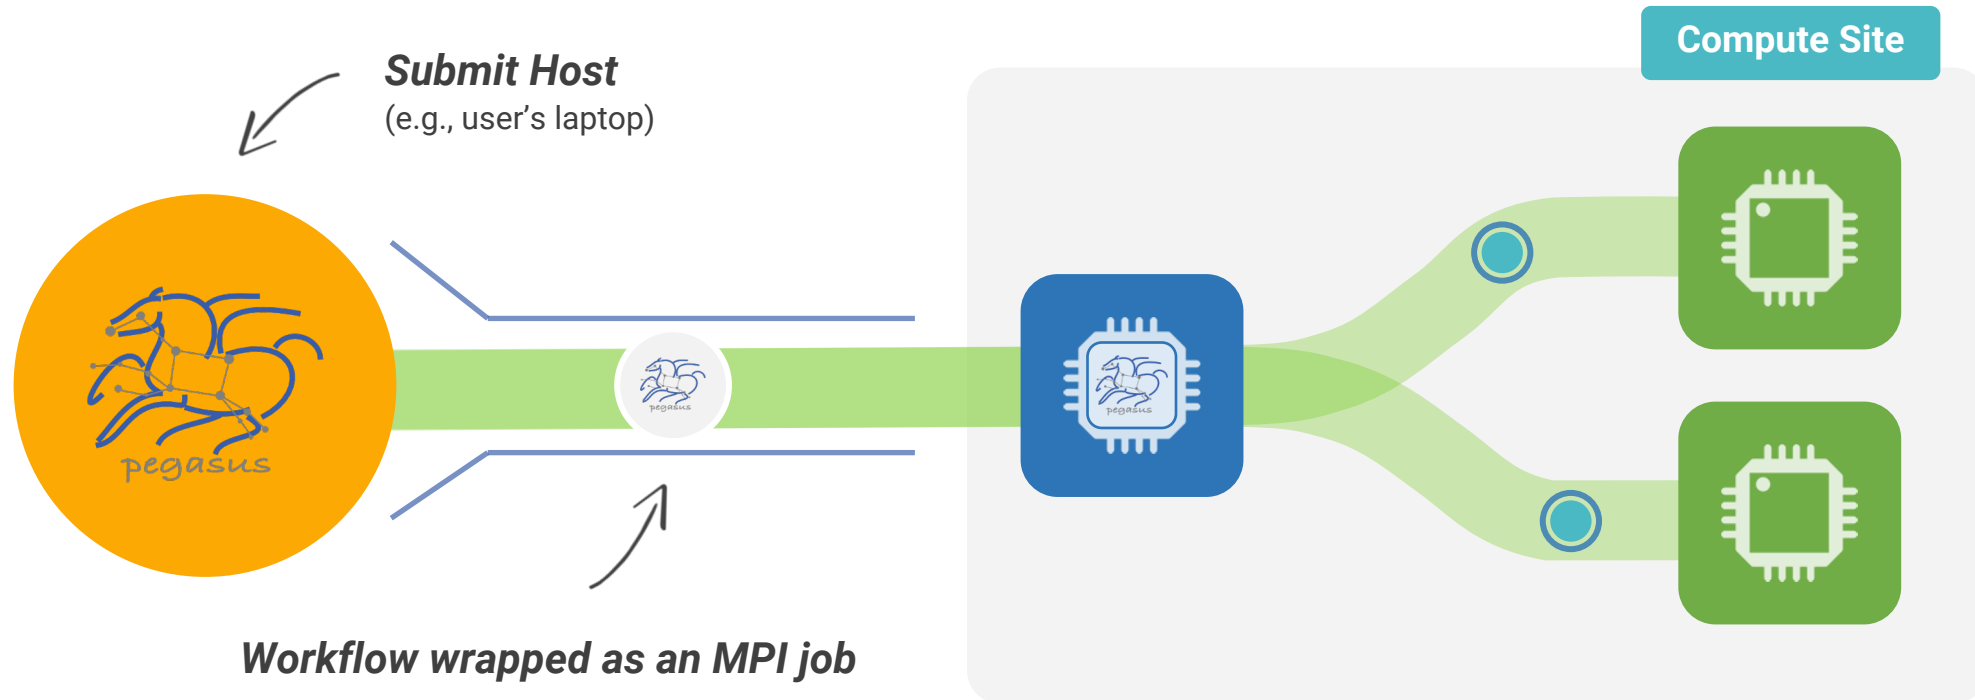 Compute Site
Submit Host
(e.g., user’s laptop)
pegasus
pegasus
pegasus
Workflow wrapped as an MPI job